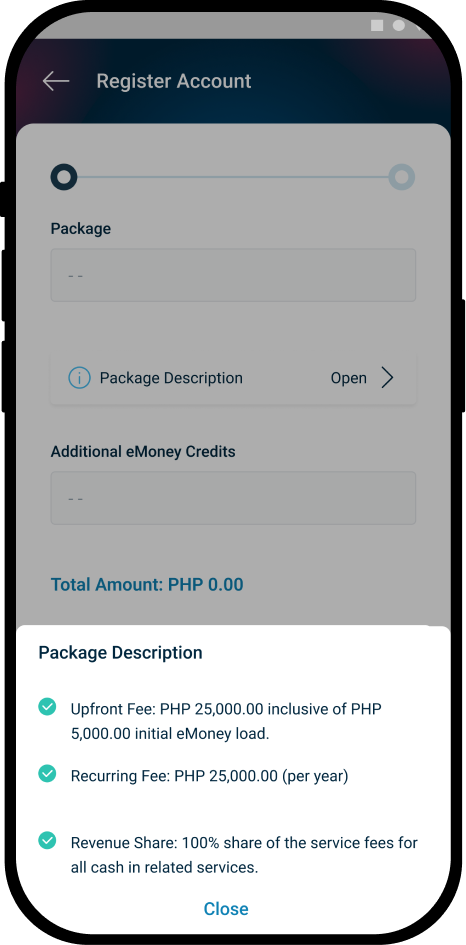 Register Account
Package
--
Package Description
Open
Additional eMoney Credits
--
Total Amount: PHP 0.00
Package Description
Upfront Fee: PHP 25,000.00 inclusive of PHP
5,000.00 initial eMoney load.
Recurring Fee: PHP 25,000.00 (per year)
Revenue Share: 100% share of the service fees for
all cash in related services.
Close